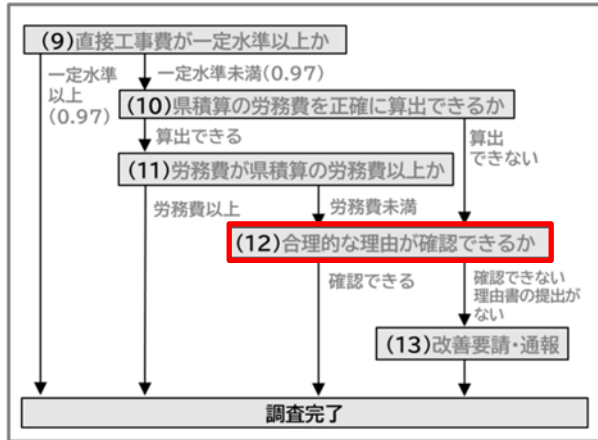 (9)直接工事費が一定水準以上か
一定水準
以上
(0.97)
一定水準未満(0.97)
(10)県積算の労務費を正確に算出できるか
算出できる
算出
できない
(11)労務費が県積算の労務費以上か
労務費以上
労務費未満
(12)合理的な理由が確認できるか
確認できる
確認できない
理由書の提出が
ない
(13)改善要請・通報
調査完了